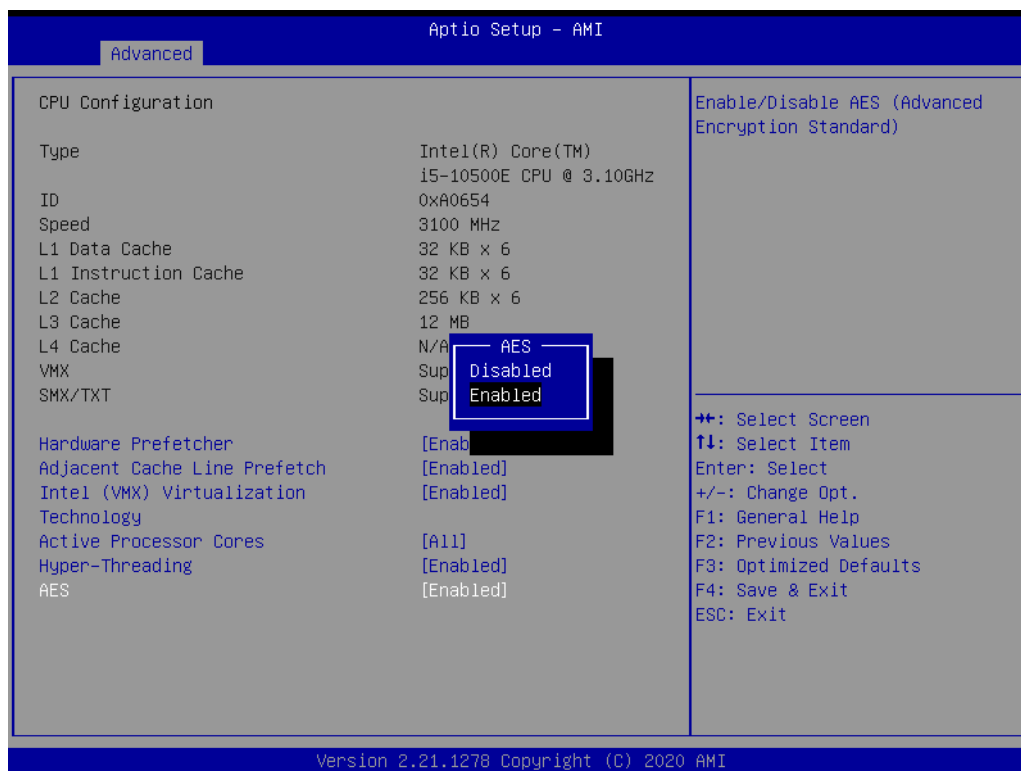 Aptio Setup - AMI
Advanced
CPU Configuration
Type Intel(R) Core(TM)
i5-10500E CPU @ 3.10GHz
ID 0xA0654
Speed 3100 MHz
L1 Data Cache 32 KB x 6
L1 Instruction Cache 32 KB x 6
L2 Cache 256 KB x 6
L3 Cache 12 MB
L4 Cache N/A
VMX Sup
SMX/TXT Sup
Hardware Prefetcher [Enab
Adjacent Cache Line Prefetch [Enabled]
Intel (VMX) Virtualization [Enabled]
Technology
Active Processor Cores [All]
Hyper-Threading [Enabled]
AES [Enabled]
AES
Disabled
Enabled
Enable/Disable AES (Advanced
Encryption Standard)
→←: Select Screen
↑↓: Select Item
Enter: Select
+/-: Change Opt.
F1: General Help
F2: Previous Values
F3: Optimized Defaults
F4: Save & Exit
ESC: Exit
Version 2.21.1278 Copyright (C) 2020 AMI